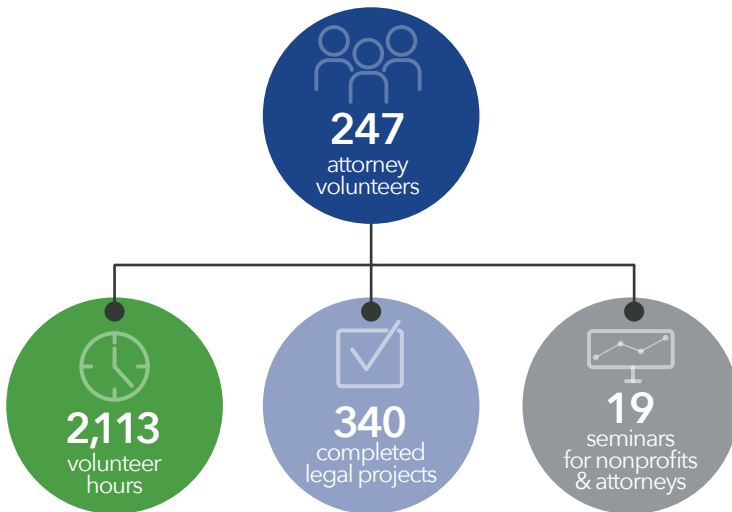 247
attorney
volunteers
2,113
volunteer
hours
340
completed
legal projects
19
seminars
for nonprofits
& attorneys